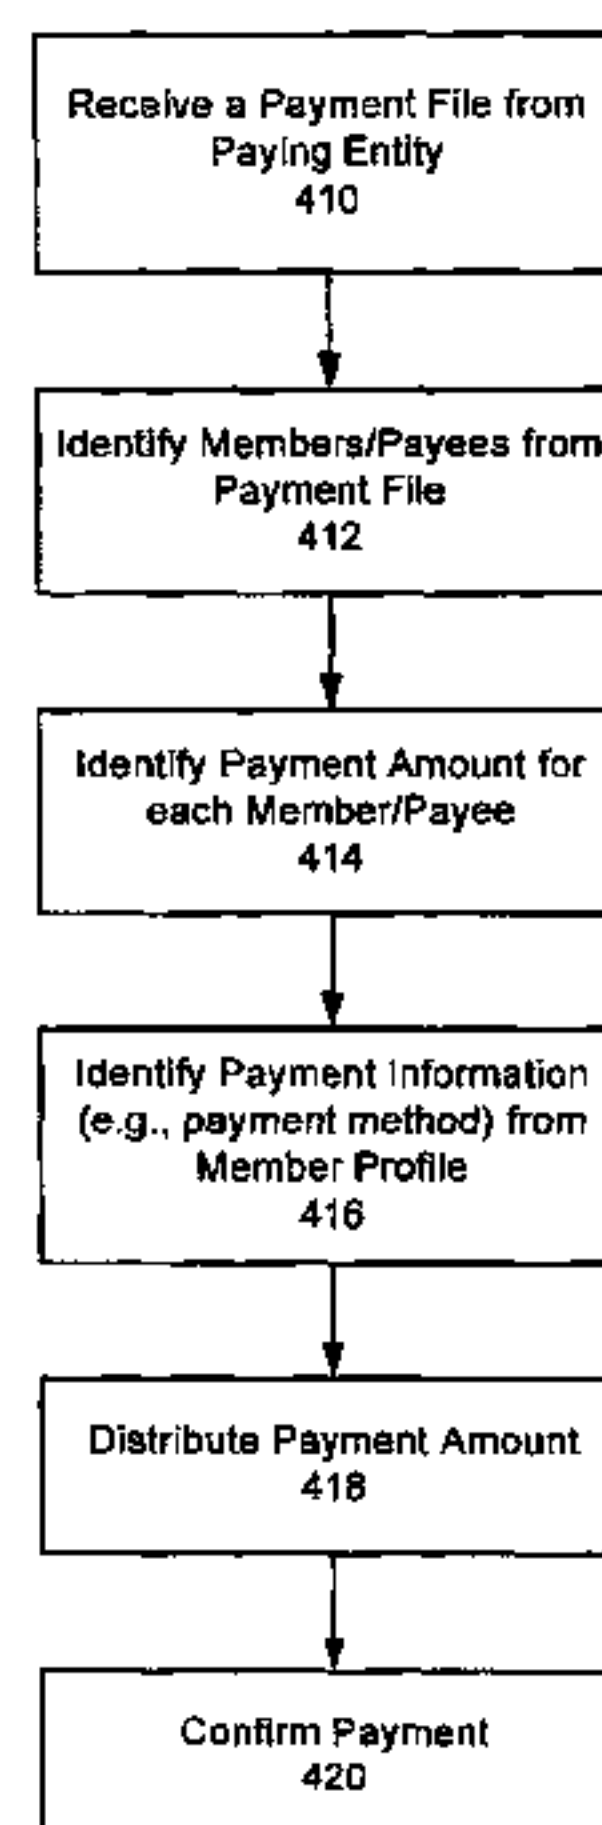 Receive a Payment File from
Paying Entity
410
Identify Members/Payees from
Payment File
412
Identify Payment Amount for
each Member/Payee
414
Identify Payment Information
(e.g., payment method) from
Member Profile
416
Distribute Payment Amount
418
Confirm Payment
420